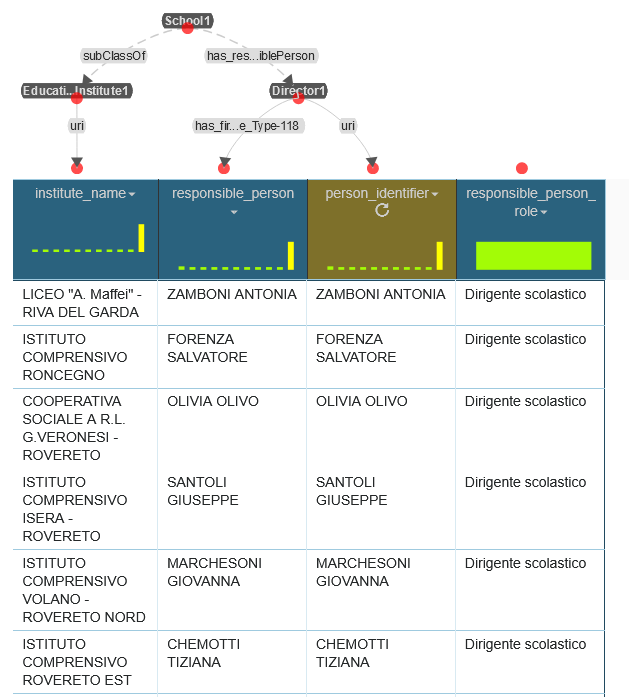 School1
subClassOf
has_res...iblePerson
Educati..Institute1
Director1
uri
has_fir...e_Type-118
uri
institute_name
responsible_person
person_identifier
responsible_person_
role
LICEO "A. Maffei" -
RIVA DEL GARDA
ZAMBONI ANTONIA
ZAMBONI ANTONIA
Dirigente scolastico
ISTITUTO
COMPRENSIVO
RONCEGNO
FORENZA
SALVATORE
FORENZA
SALVATORE
Dirigente scolastico
COOPERATIVA
SOCIALE A R.L.
G.VERONESI -
ROVERETO
OLIVIA OLIVO
OLIVIA OLIVO
Dirigente scolastico
ISTITUTO
COMPRENSIVO
ISERA -
ROVERETO
SANTOLI
GIUSEPPE
SANTOLI
GIUSEPPE
Dirigente scolastico
ISTITUTO
COMPRENSIVO
VOLANO -
ROVERETO NORD
MARCHESONI
GIOVANNA
MARCHESONI
GIOVANNA
Dirigente scolastico
ISTITUTO
COMPRENSIVO
ROVERETO EST
CHEMOTTI
TIZIANA
CHEMOTTI
TIZIANA
Dirigente scolastico